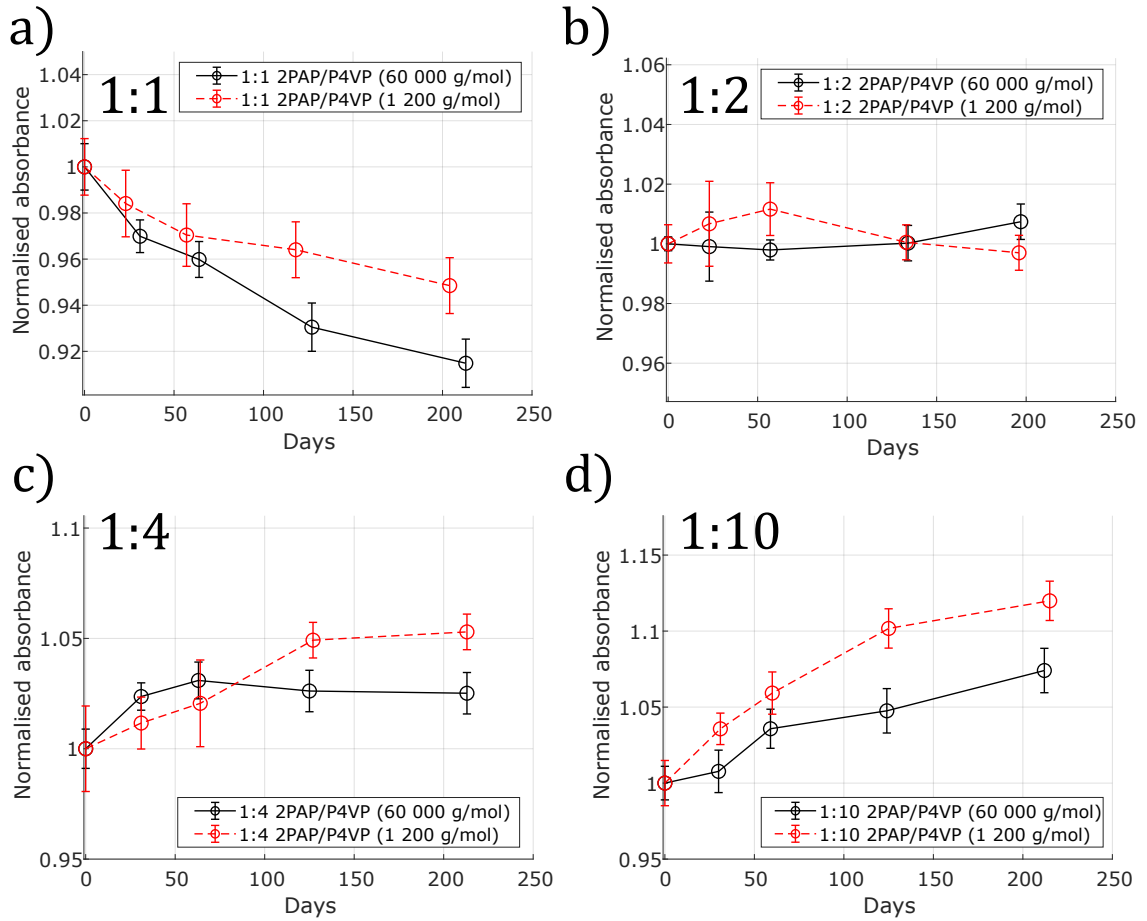 a)
1:1
1:1 2PAP/P4VP (60 000 g/mol)
1:1 2PAP/P4VP (1 200 g/mol)
Normalised absorbance
1.04
1.02
1
0.98
0.96
0.94
0.92
0 50 100 150 200 250
Days
b)
1:2
1:2 2PAP/P4VP (60 000 g/mol)
1:2 2PAP/P4VP (1 200 g/mol)
Normalised absorbance
1.06
1.04
1.02
1
0.98
0.96
0 50 100 150 200 250
Days
c)
1:4
Normalised absorbance
1.1
1.05
1
0.95
1:4 2PAP/P4VP (60 000 g/mol)
1:4 2PAP/P4VP (1 200 g/mol)
0 50 100 150 200 250
Days
d)
1:10
Normalised absorbance
1.15
1.1
1.05
1
0.95
1:10 2PAP/P4VP (60 000 g/mol)
1:10 2PAP/P4VP (1 200 g/mol)
0 50 100 150 200 250
Days